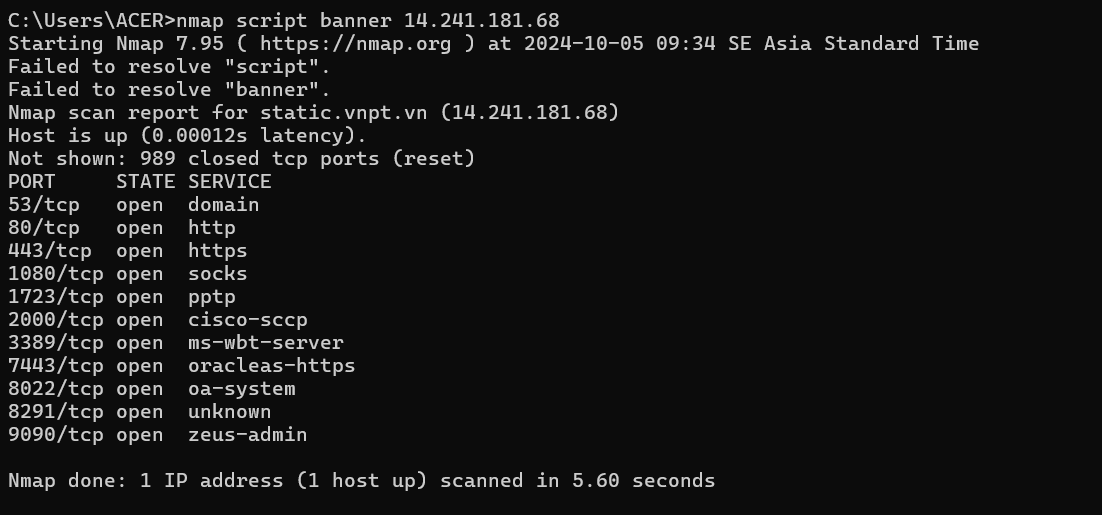 C:\Users\ACER>nmap script banner 14.241.181.68
Starting Nmap 7.95 ( https://nmap.org ) at 2024-10-05 09:34 SE Asia Standard Time
Failed to resolve "script".
Failed to resolve "banner".
Nmap scan report for static.vnpt.vn (14.241.181.68)
Host is up (0.00012s latency).
Not shown: 989 closed tcp ports (reset)
PORT     STATE SERVICE
53/tcp   open  domain
80/tcp   open  http
443/tcp  open  https
1080/tcp open  socks
1723/tcp open  pptp
2000/tcp open  cisco-sccp
3389/tcp open  ms-wbt-server
7443/tcp open  oracleas-https
8022/tcp open  oa-system
8291/tcp open  unknown
9090/tcp open  zeus-admin
Nmap done: 1 IP address (1 host up) scanned in 5.60 seconds